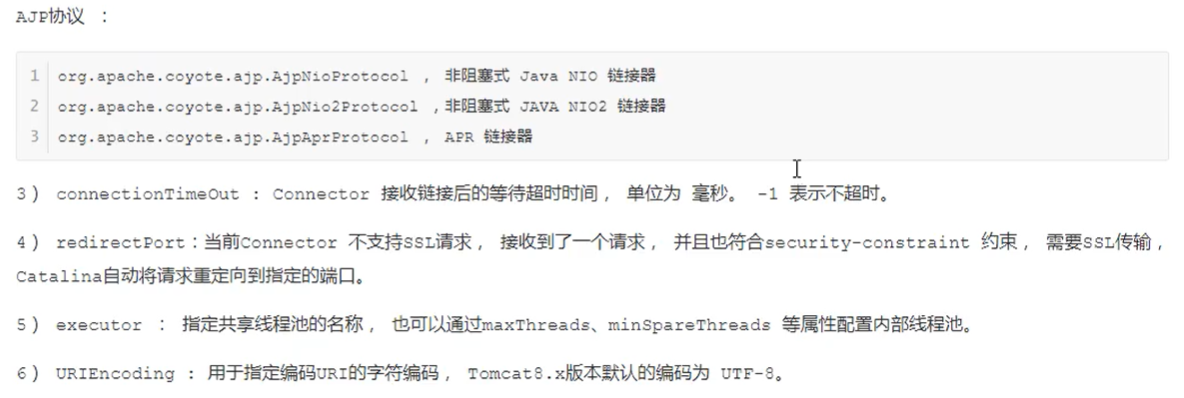 AJP协议 :
1 org.apache.coyote.ajp.AjpNioProtocol , 非阻塞式 Java NIO 链接器
2 org.apache.coyote.ajp.AjpNio2Protocol ,非阻塞式 JAVA NIO2 链接器
3 org.apache.coyote.ajp.AjpAprProtocol , APR 链接器
3) connectionTimeOut : Connector 接收链接后的等待超时时间, 单位为 毫秒。 -1 表示不超时。
4) redirectPort:当前Connector 不支持SSL请求, 接收到了一个请求, 并且也符合security-constraint 约束, 需要SSL传输,
Catalina自动将请求重定向到指定的端口。
5) executor : 指定共享线程池的名称, 也可以通过maxThreads、minSpareThreads 等属性配置内部线程池。
6) URIEncoding : 用于指定编码URI的字符编码, Tomcat8.x版本默认的编码为 UTF-8。